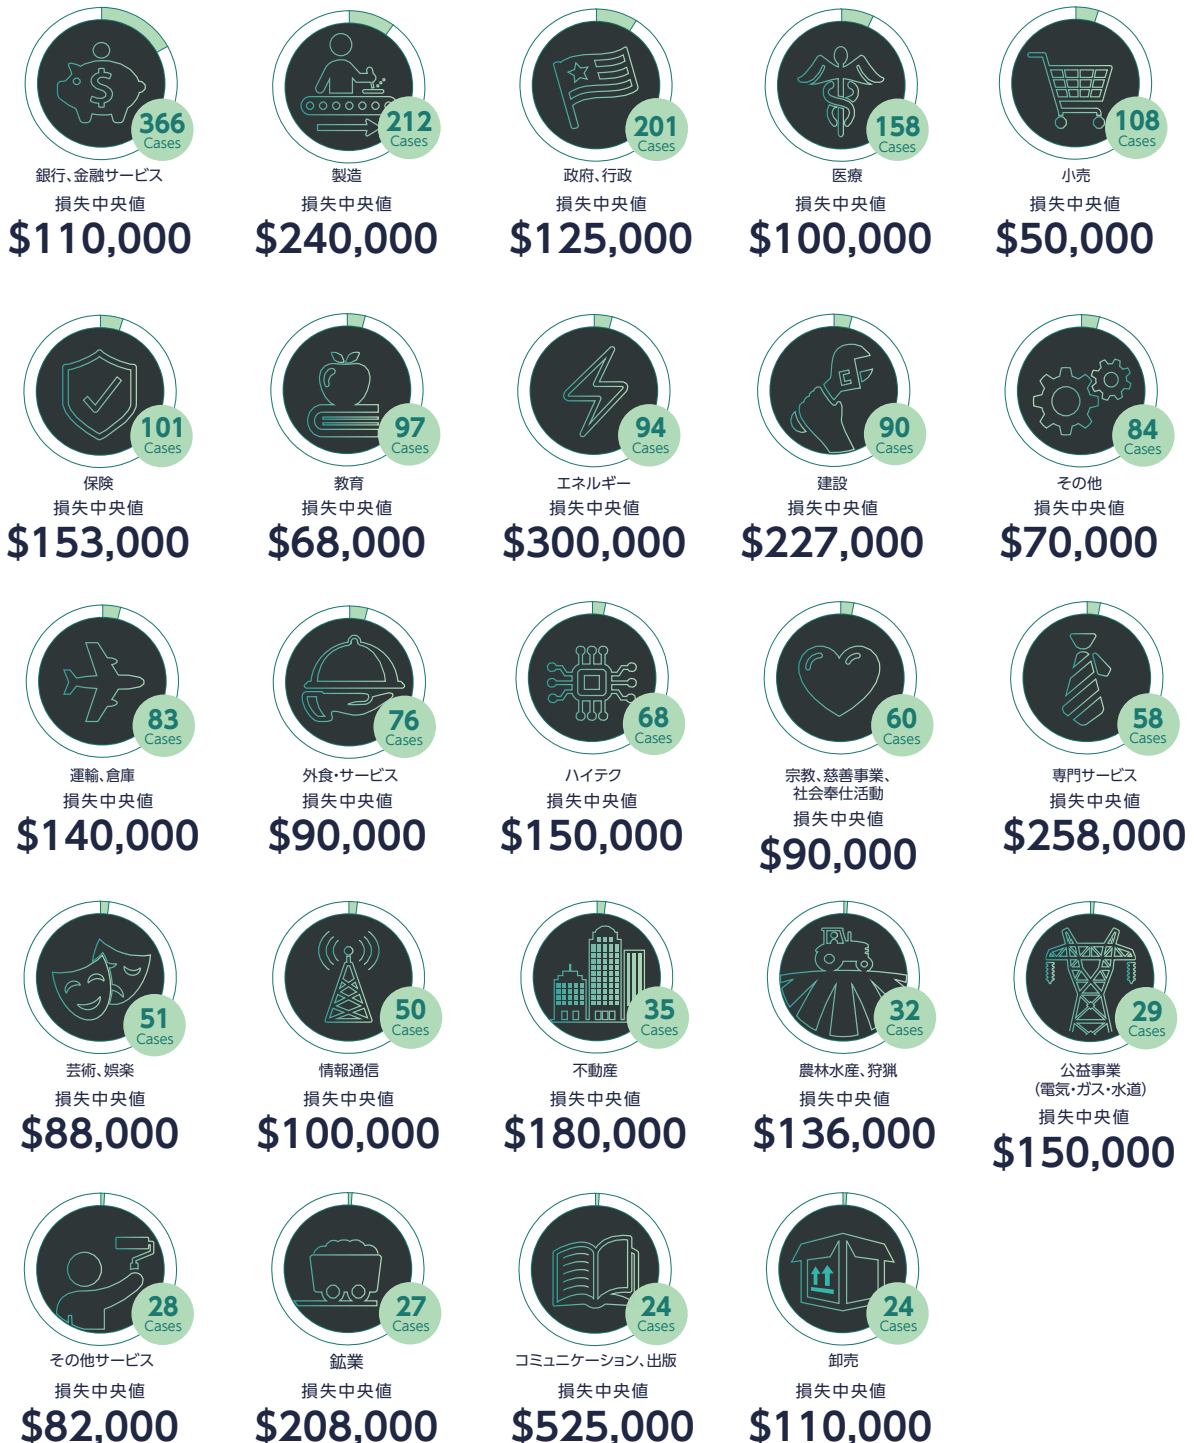 366
Cases
銀行、金融サービス
損失中央値
$110,000
212
Cases
製造
損失中央値
$240,000
201
Cases
政府、行政
損失中央値
$125,000
158
Cases
医療
損失中央値
$100,000
108
Cases
小売
損失中央値
$50,000
101
Cases
保険
損失中央値
$153,000
97
Cases
教育
損失中央値
$68,000
94
Cases
エネルギー
損失中央値
$300,000
90
Cases
建設
損失中央値
$227,000
84
Cases
その他
損失中央値
$70,000
83
Cases
運輸、倉庫
損失中央値
$140,000
76
Cases
外食・サービス
損失中央値
$90,000
68
Cases
ハイテク
損失中央値
$150,000
60
Cases
宗教、慈善事業、
社会奉仕活動
損失中央値
$90,000
58
Cases
専門サービス
損失中央値
$258,000
51
Cases
芸術、娯楽
損失中央値
$88,000
50
Cases
情報通信
損失中央値
$100,000
35
Cases
不動産
損失中央値
$180,000
32
Cases
農林水産、狩猟
損失中央値
$136,000
29
Cases
公益事業
(電気・ガス・水道)
損失中央値
$150,000
28
Cases
その他サービス
損失中央値
$82,000
27
Cases
鉱業
損失中央値
$208,000
24
Cases
コミュニケーション、出版
損失中央値
$525,000
24
Cases
卸売
損失中央値
$110,000